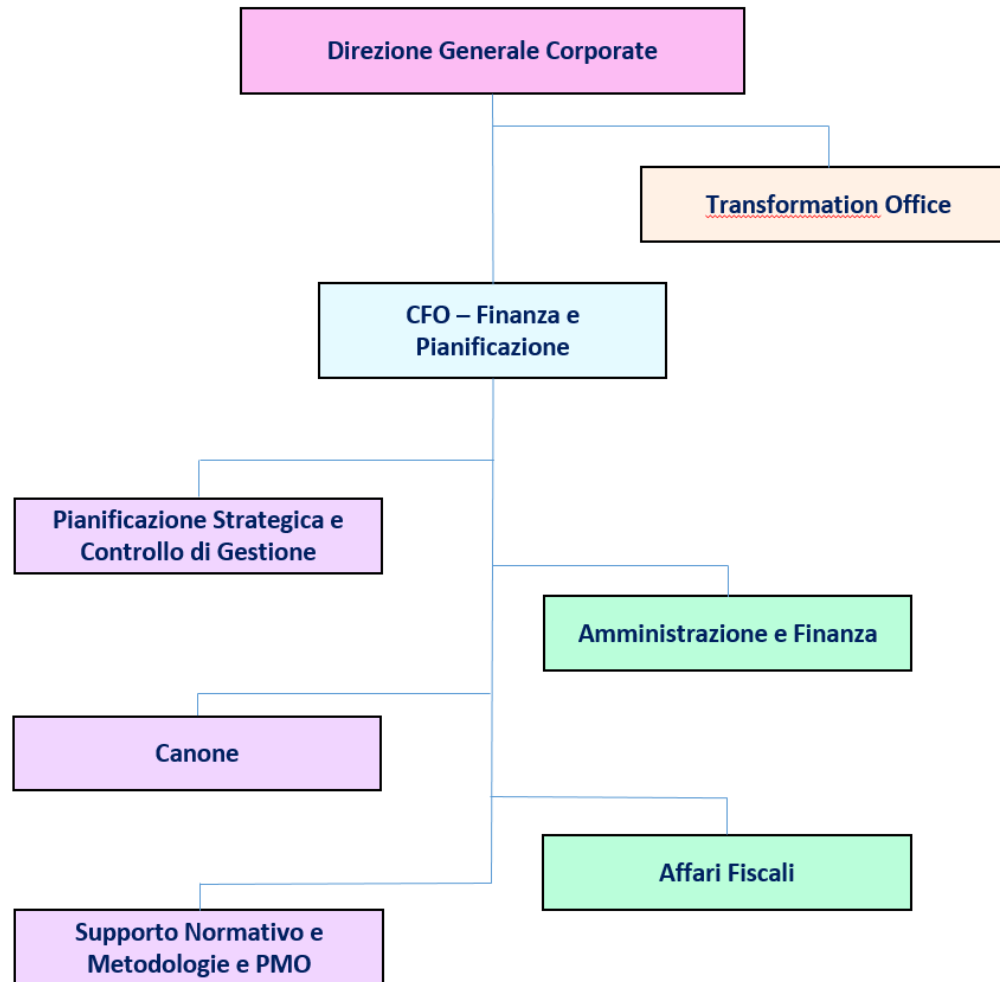 Direzione Generale Corporate
Transformation Office
CFO – Finanza e
Pianificazione
Pianificazione Strategica e
Controllo di Gestione
Amministrazione e Finanza
Canone
Affari Fiscali
Supporto Normativo e
Metodologie e PMO